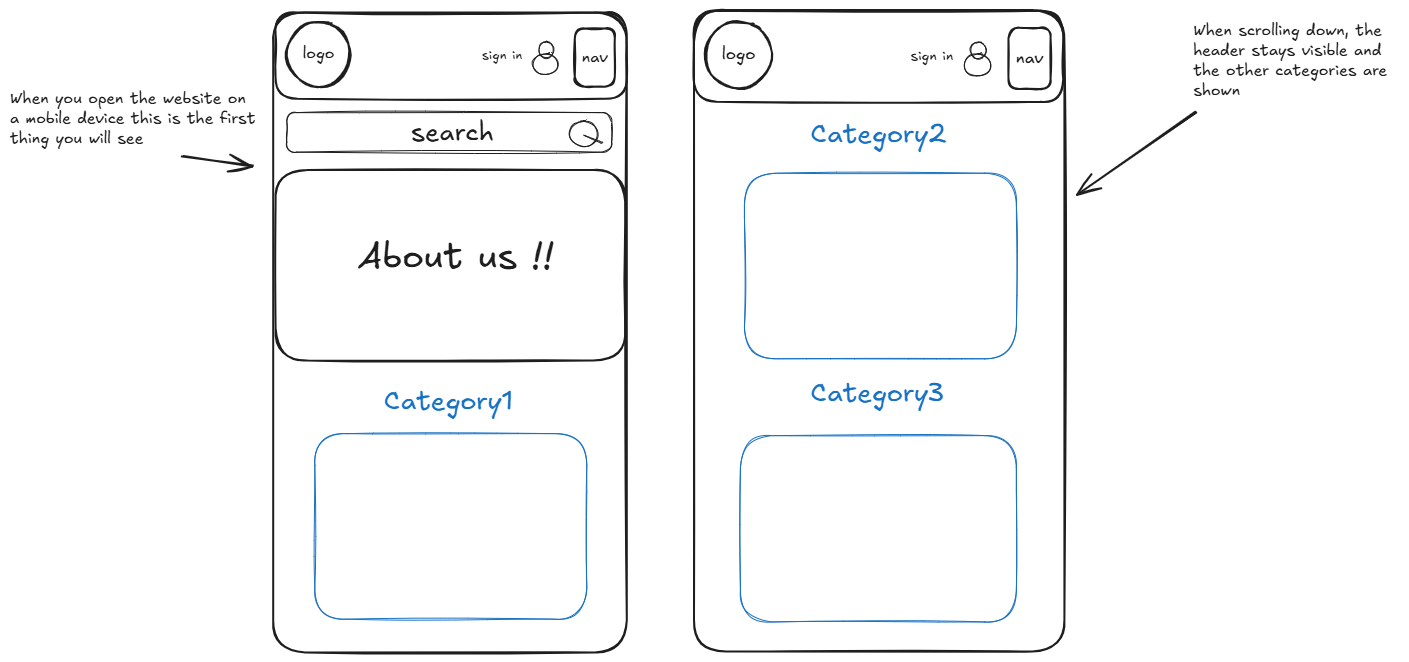 When you open the website on
a mobile device this is the first
thing you will see
logo
sign in
nav
search
About us !!
Category1
logo
sign in
nav
Category2
Category3
When scrolling down, the
header stays visible and
the other categories are
shown